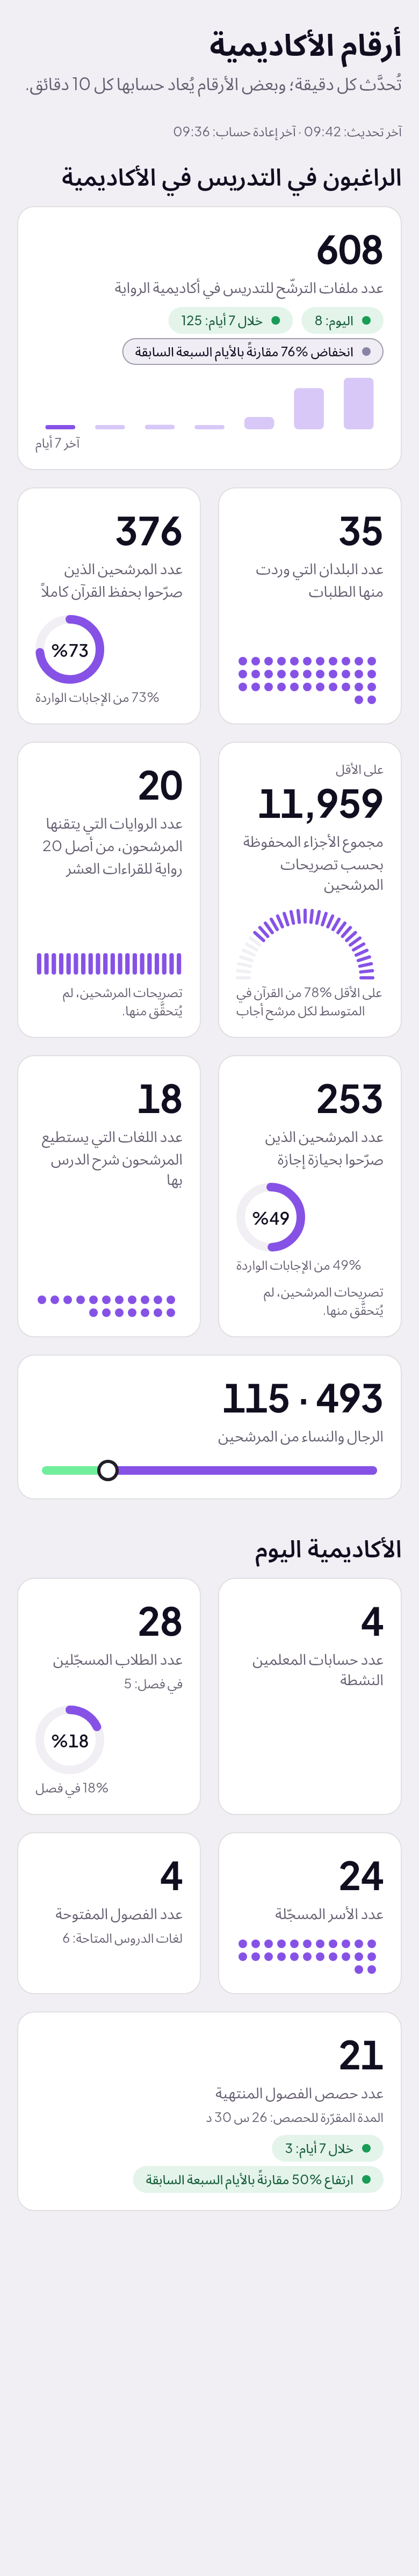 أرقام الأكاديمية
تُحدَّث كل دقيقة؛ وبعض الأرقام يُعاد حسابها كل 10 دقائق.
آخر تحديث: 09:42 · آخر إعادة حساب: 09:36
الراغبون في التدريس في الأكاديمية
608
عدد ملفات الترشّح للتدريس في أكاديمية الرواية
اليوم: 8
خلال 7 أيام: 125
انخفاض 76% مقارنةً بالأيام السبعة السابقة
آخر 7 أيام
35
عدد البلدان التي وردت
منها الطلبات
376
عدد المرشحين الذين
صرّحوا بحفظ القرآن كاملاً
%73
73% من الإجابات الواردة
على الأقل
11,959
مجموع الأجزاء المحفوظة
بحسب تصريحات
المرشحين
على الأقل 78% من القرآن في
المتوسط لكل مرشح أجاب
20
عدد الروايات التي يتقنها
المرشحون، من أصل 20
رواية للقراءات العشر
تصريحات المرشحين، لم
يُتحقَّق منها.
253
عدد المرشحين الذين
صرّحوا بحيازة إجازة
%49
49% من الإجابات الواردة
تصريحات المرشحين، لم
يُتحقَّق منها.
18
عدد اللغات التي يستطيع
المرشحون شرح الدرس
بها
493 · 115
الرجال والنساء من المرشحين
الأكاديمية اليوم
4
عدد حسابات المعلمين
النشطة
28
عدد الطلاب المسجّلين
في فصل: 5
%18
18% في فصل
24
عدد الأسر المسجّلة
4
عدد الفصول المفتوحة
لغات الدروس المتاحة: 6
21
عدد حصص الفصول المنتهية
المدة المقرّرة للحصص: 26 س 30 د
خلال 7 أيام: 3
ارتفاع 50% مقارنةً بالأيام السبعة السابقة